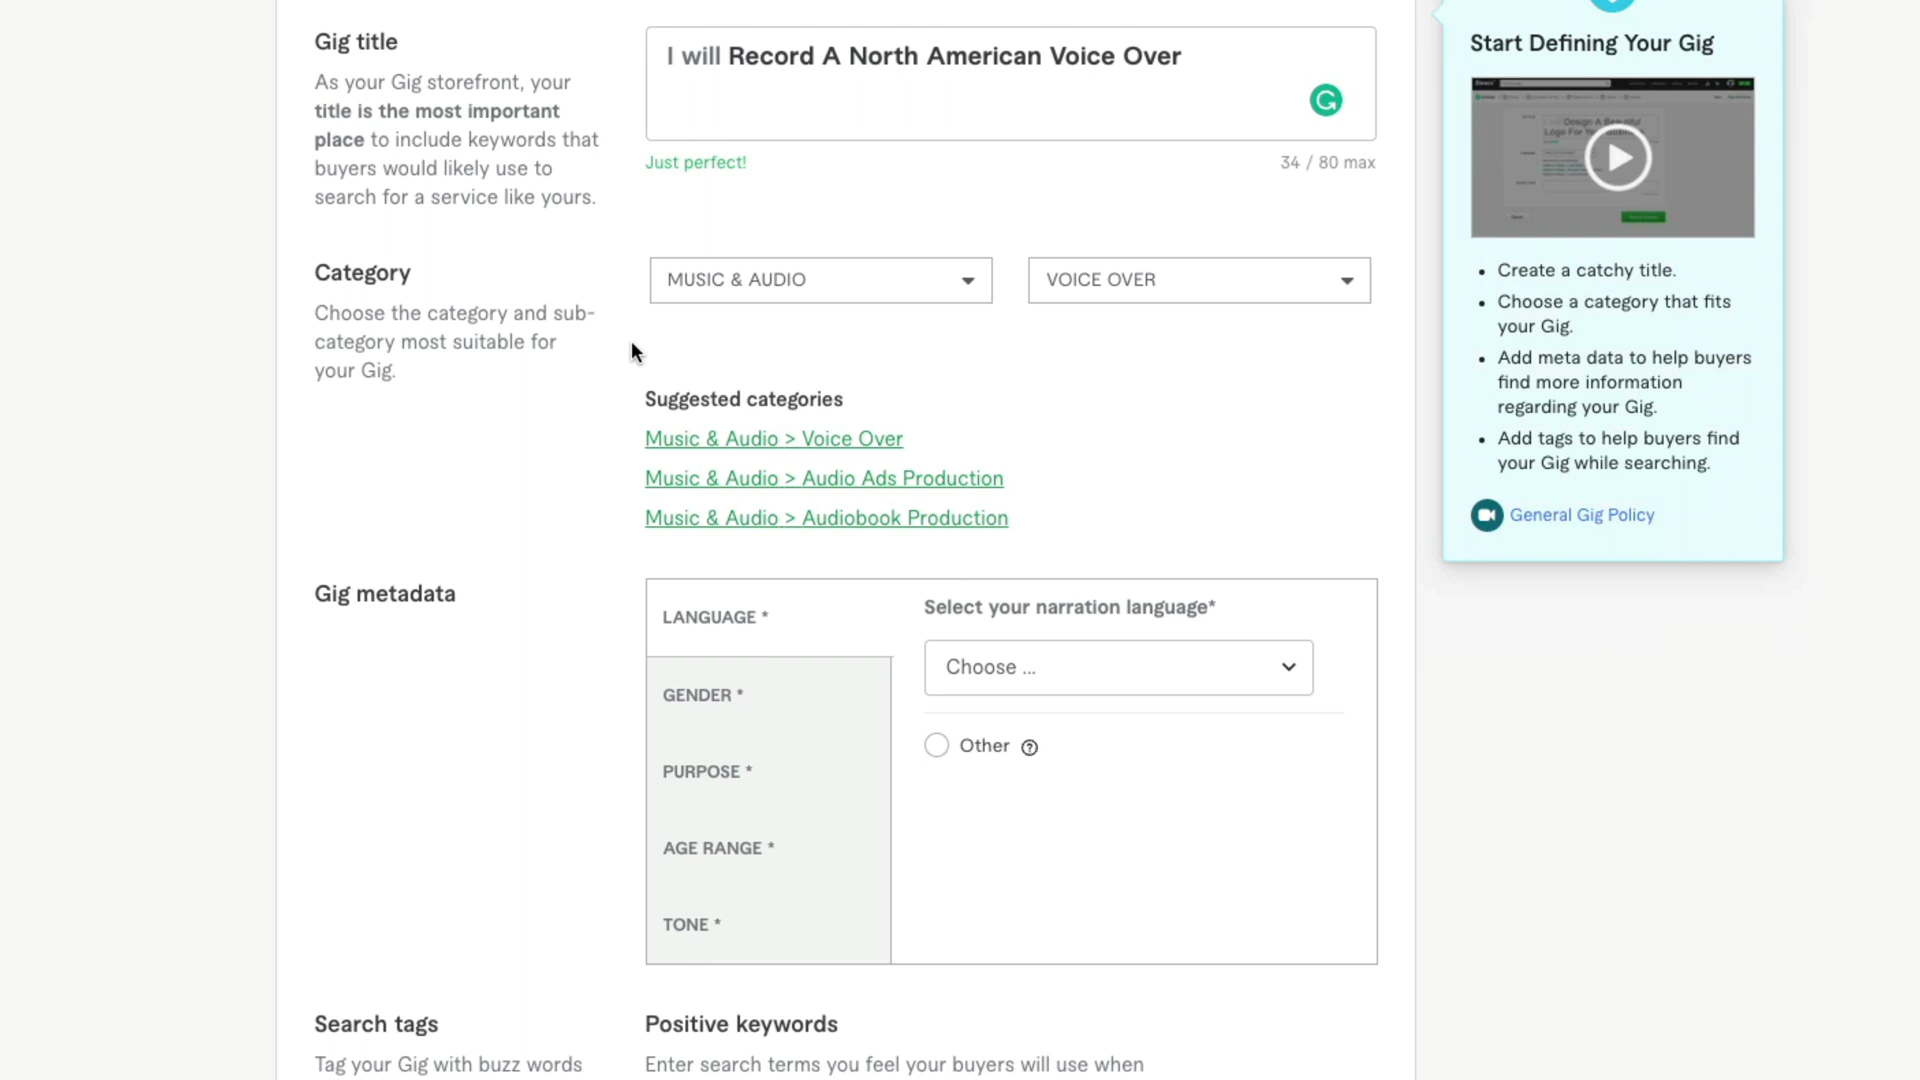 Gig title
As your Gig storefront, your
title is the most important
place to include keywords that
buyers would likely use to
search for a service like yours.
I will Record A North American Voice Over
Just perfect!
34 / 80 max
Category
Choose the category and sub-
category most suitable for
your Gig.
MUSIC & AUDIO
VOICE OVER
Suggested categories
Music & Audio > Voice Over
Music & Audio > Audio Ads Production
Music & Audio > Audiobook Production
Gig metadata
LANGUAGE *
GENDER *
PURPOSE *
AGE RANGE *
TONE *
Select your narration language*
Choose ...
Other
Search tags
Tag your Gig with buzz words
Positive keywords
Enter search terms you feel your buyers will use when
Start Defining Your Gig
Design A Beautiful
• Create a catchy title.
• Choose a category that fits
your Gig.
• Add meta data to help buyers
find more information
regarding your Gig.
• Add tags to help buyers find
your Gig while searching.
General Gig Policy